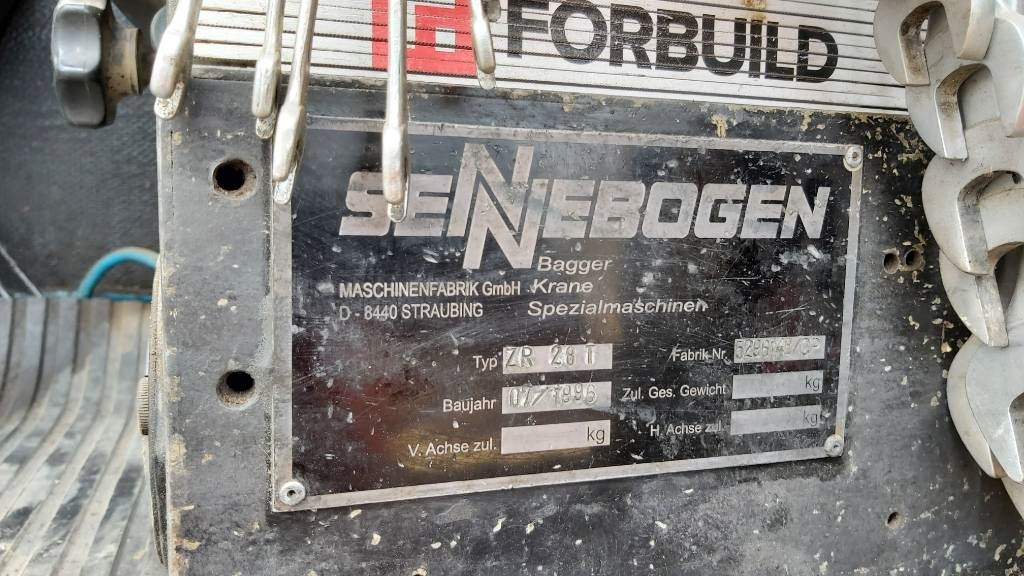 FORBUILD
SENNEBOGEN
Bagger
MASCHINENFABRIK GmbH Krane
D - 8440 STRAUBING Spezialmaschinen
Typ ZR 28 T Fabrik Nr.
Baujahr 07/1996 Zul. Ges. Gewicht kg
V. Achse zul. kg H. Achse zul. kg